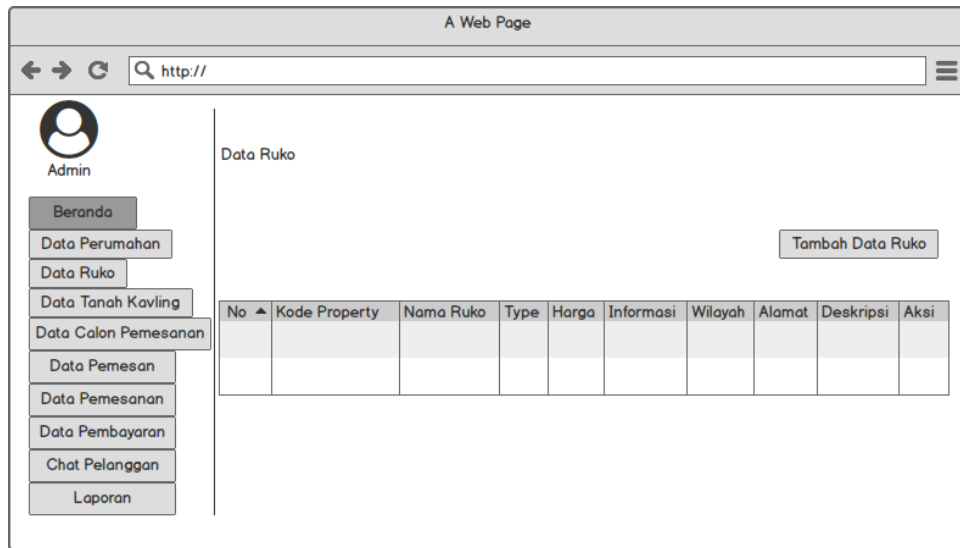 A Web Page
http://
Admin
Data Ruko
Beranda
Data Perumahan
Data Ruko
Data Tanah Kavling
Data Calon Pemesanan
Data Pemesan
Data Pemesanan
Data Pembayaran
Chat Pelanggan
Laporan
Tambah Data Ruko
No Kode Property Nama Ruko Type Harga Informasi Wilayah Alamat Deskripsi Aksi